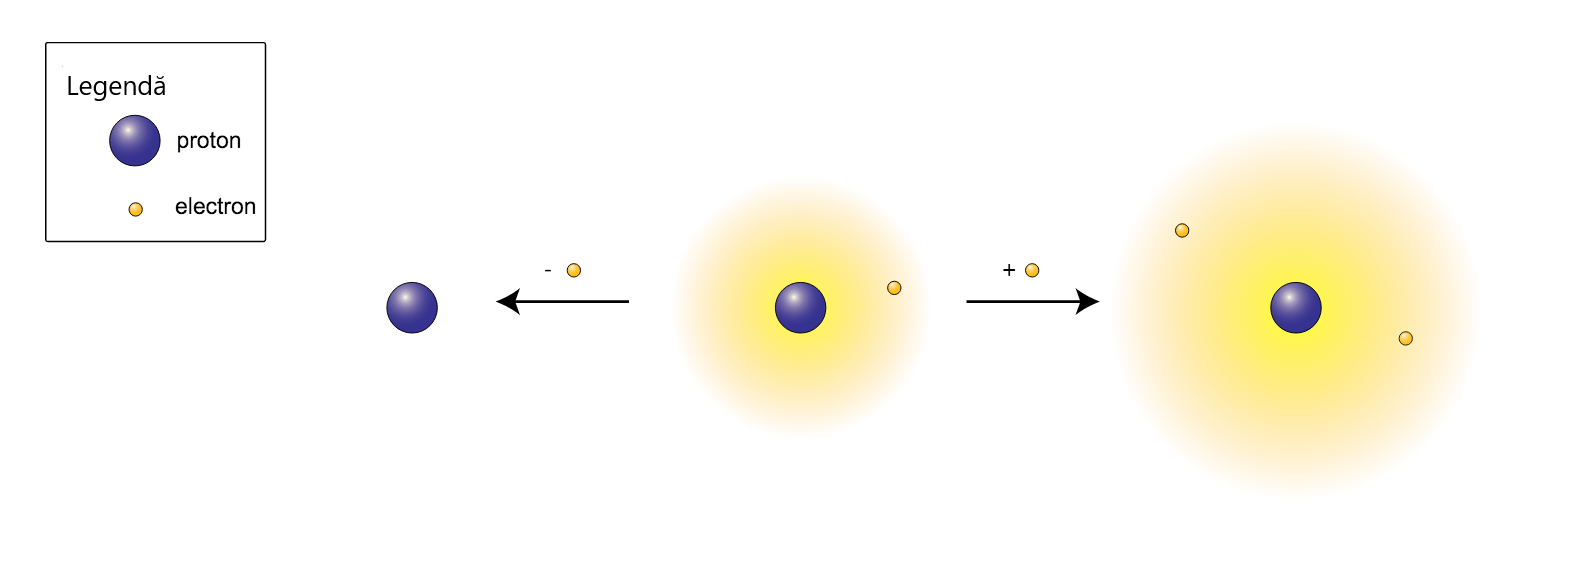 Legendă
proton
electron
-
+